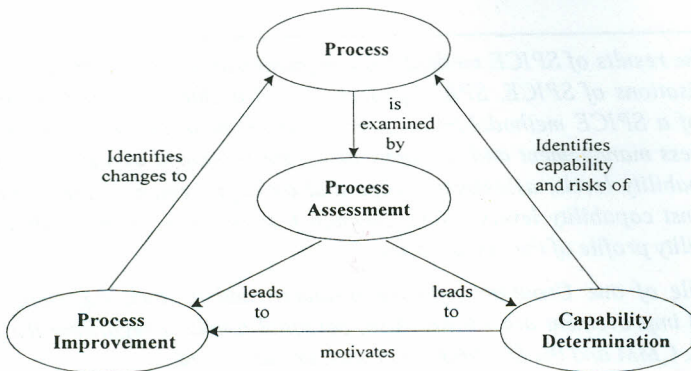 Process
is
examined
by
Identifies
changes to
Identifies
capability
and risks of
Process
Assessment
leads
to
leads
to
Process
Improvement
motivates
Capability
Determination